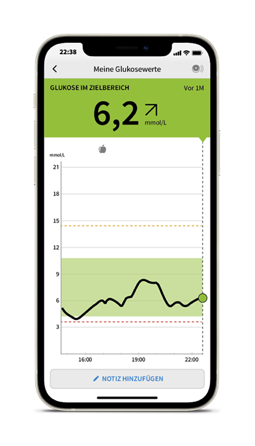 22:38
Meine Glukosewerte
GLUKOSE IM ZIELBEREICH
Vor 1M
6,2
mmol/L
mmol/L
21
18
15
12
9
6
3
16:00
19:00
22:00
NOTIZ HINZUFÜGEN